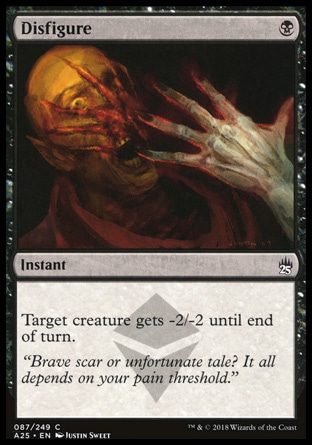 Disfigure
Instant
25
Target creature gets -2/-2 until end
of turn.
“Brave scar or unfortunate tale? It all
depends on your pain threshold.”
087/249 C
A25 • EN Justin Sweet
™ & © 2018 Wizards of the Coast